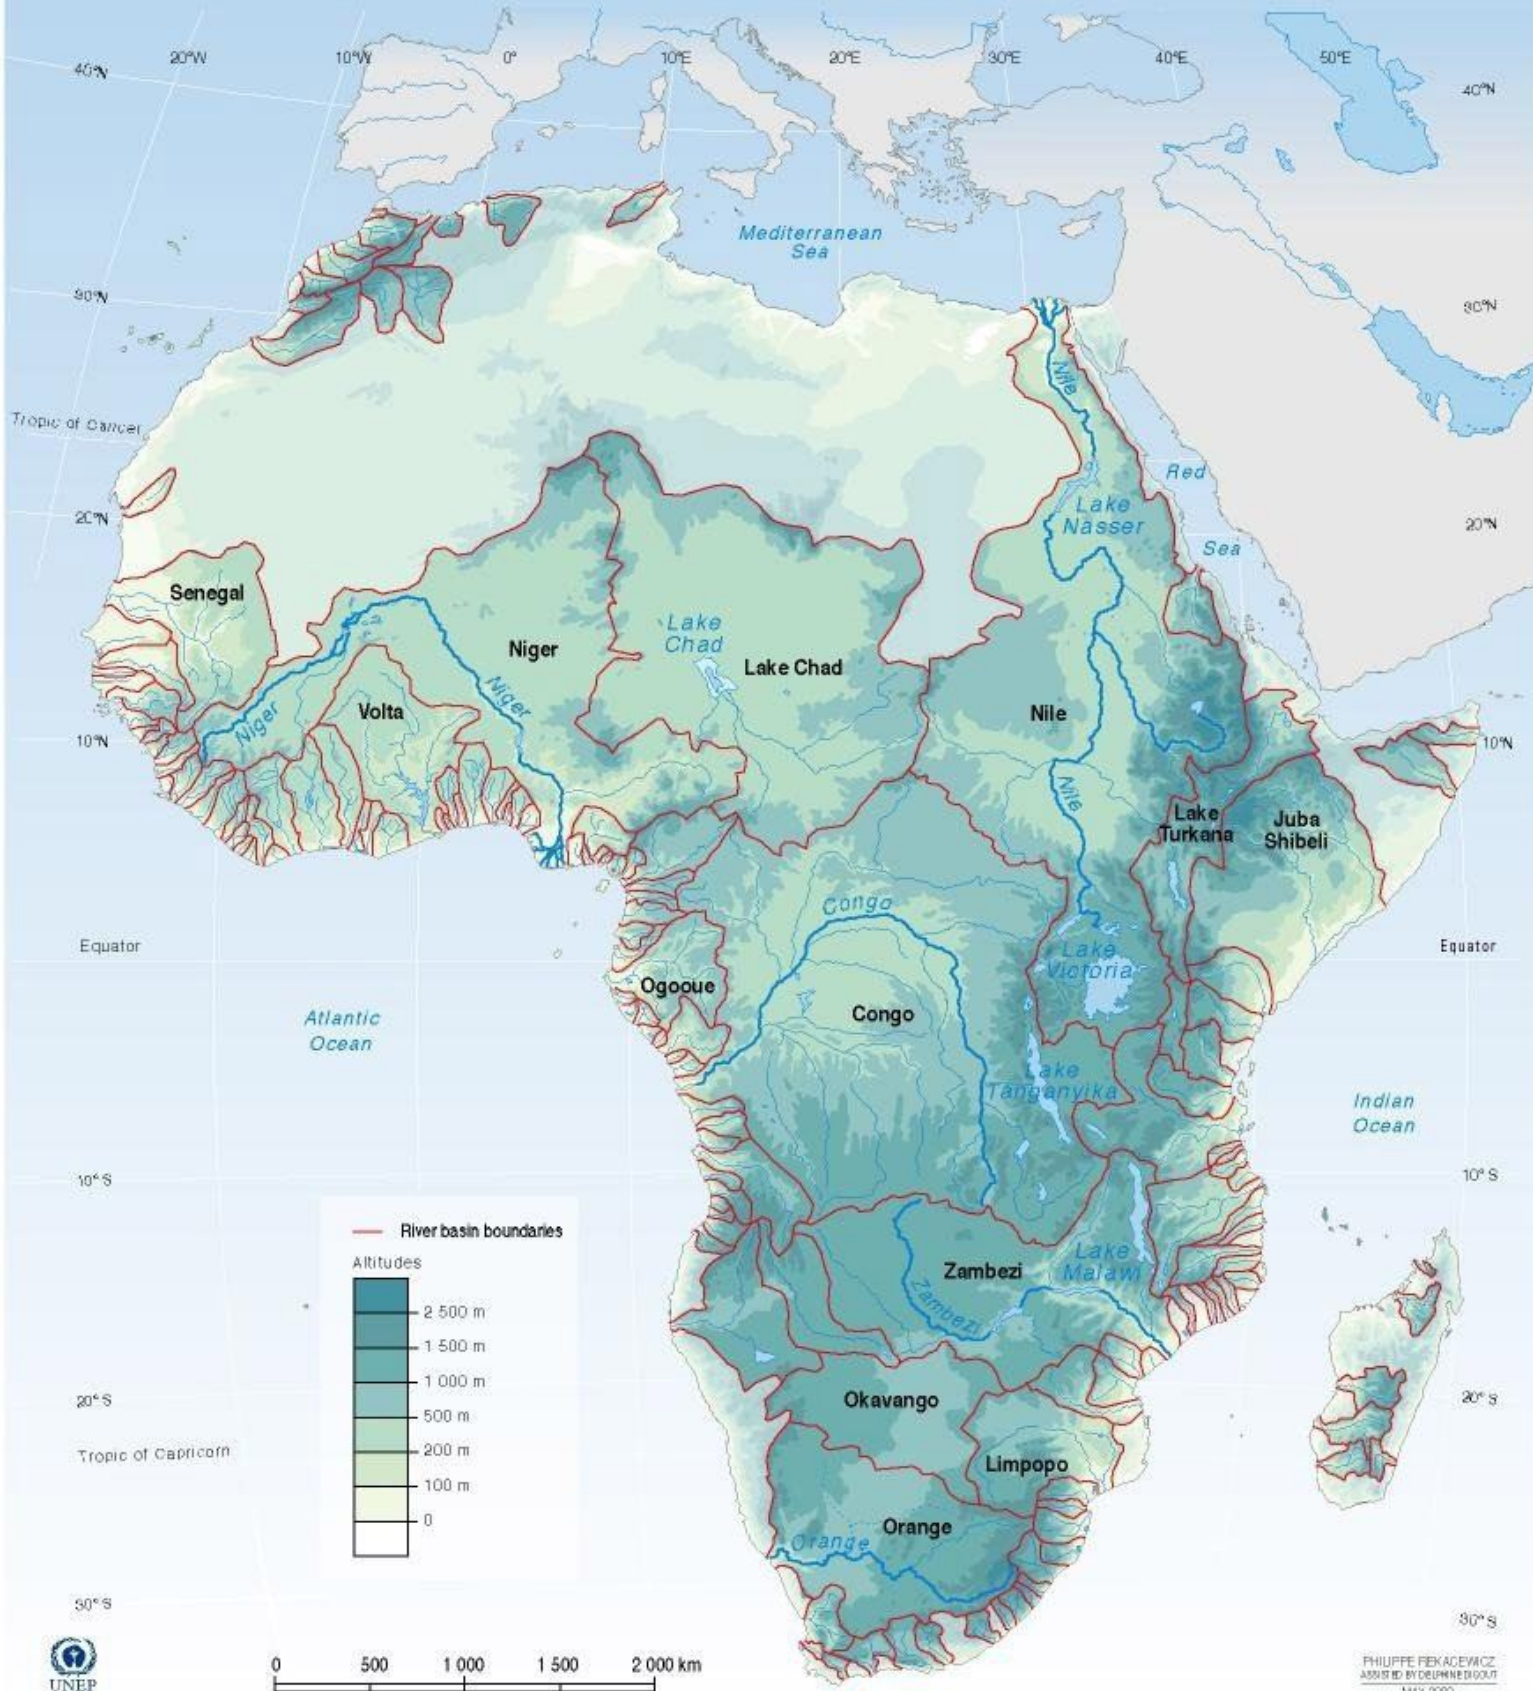 20°W
10°W
0°
10°E
20°E
30°E
40°E
50°E
40°N
40°N
Mediterranean
Sea
30°N
30°N
Nile
Tropic of Cancer
Red
Sea
Lake
Nasser
20°N
20°N
Senegal
Niger
Lake
Chad
Lake Chad
Niger
Niger
Volta
Nile
Nile
10°N
10°N
Lake
Turkana
Juba
Shibeli
Congo
Equator
Equator
Lake
Victoria
Ogooue
Congo
Atlantic
Ocean
Lake
Tanganyika
Indian
Ocean
10° S
10° S
River basin boundaries
Altitudes
2 500 m
1 500 m
1 000 m
500 m
200 m
100 m
0
Zambezi
Zambezi
Lake
Malawi
Okavango
20° S
20° S
Tropic of Capricorn
Limpopo
Orange
Orange
30° S
30° S
UNEP
0 500 1 000 1 500 2 000 km
PHILIPPE REKACEWICZ
ASSISTED BY DELPHINE DIGOUT